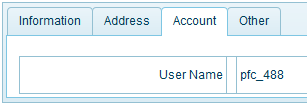 Information Address Account Other
User Name pfc_488